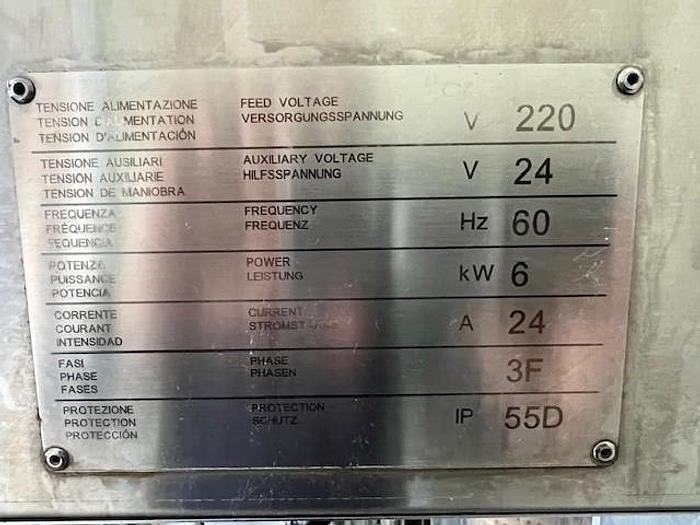 TENSIONE ALIMENTAZIONE FEED VOLTAGE
TENSION D'ALIMENTATION VERSORGUNGSSPANNUNG V 220
TENSION D'ALIMENTACIÓN
TENSIONE AUSILIARI AUXILIARY VOLTAGE
TENSION AUXILIARIE HILFSSPANNUNG V 24
TENSION DE MANIOBRA
FREQUENZA FREQUENCY
FRÉQUENCE FREQUENZ Hz 60
FEQUENCIA
POTENZA POWER
PUISSANCE LEISTUNG kW 6
POTENCIA
CORRENTE CURRENT
COURANT STROMSTÄRKE A 24
INTENSIDAD
FASI PHASE
PHASE PHASEN 3F
FASES
PROTEZIONE PROTECTION
PROTECTION SCHUTZ IP 55D
PROTECCIÓN